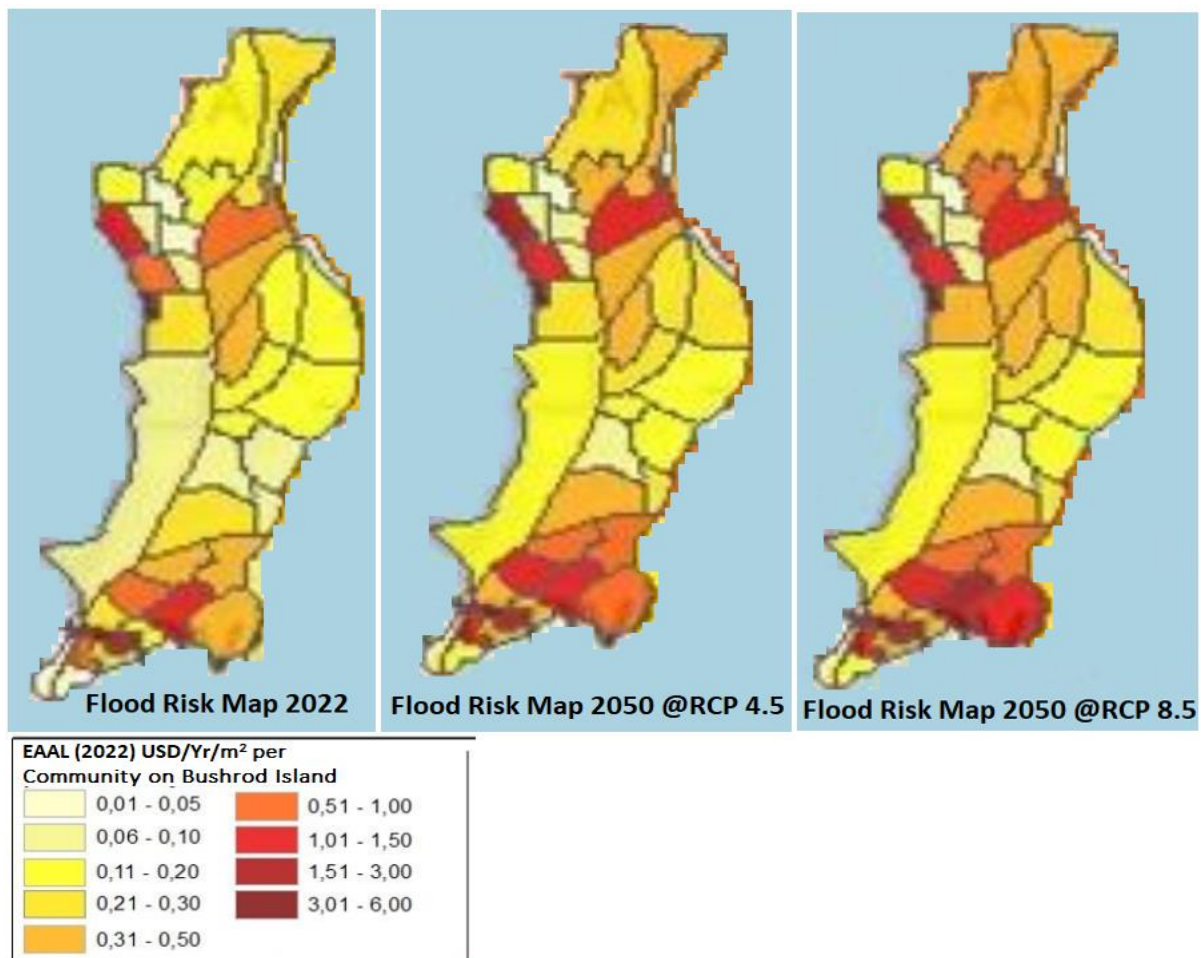 Flood Risk Map 2022
Flood Risk Map 2050 @RCP 4.5
Flood Risk Map 2050 @RCP 8.5
EAAL (2022) USD/Yr/m² per
Community on Bushrod Island
0,01 - 0,05
0,06 - 0,10
0,11 - 0,20
0,21 - 0,30
0,31 - 0,50
0,51 - 1,00
1,01 - 1,50
1,51 - 3,00
3,01 - 6,00